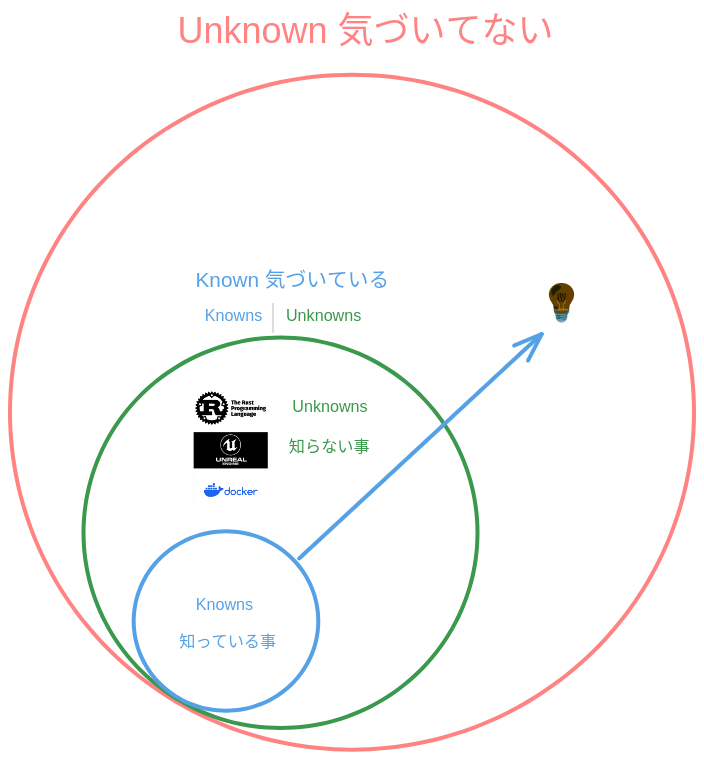 Unknown 気づいてない
Known 気づいている
Knowns
Unknowns
The Rust
Programming
Language
Unknowns
知らない事
UNREAL
ENGINE
docker
Knowns
知っている事